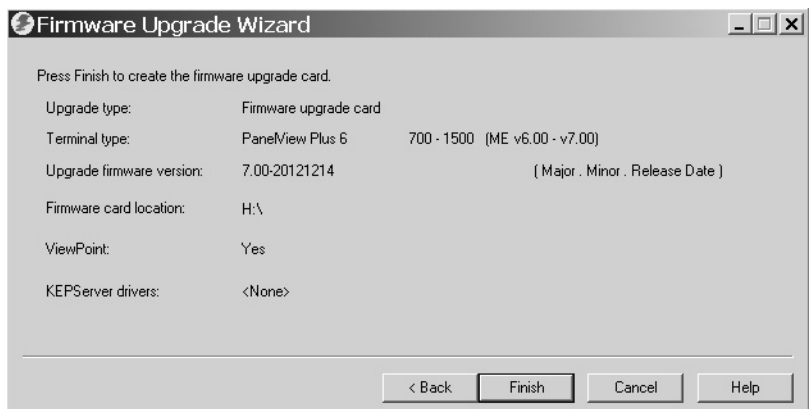 Firmware Upgrade Wizard
Press Finish to create the firmware upgrade card.
Upgrade type: Firmware upgrade card
Terminal type: PanelView Plus 6 700 - 1500 (ME v6.00 - v7.00)
Upgrade firmware version: 7.00-20121214 ( Major . Minor . Release Date )
Firmware card location: H:\
ViewPoint: Yes
KEPServer drivers: <None>
< Back Finish Cancel Help